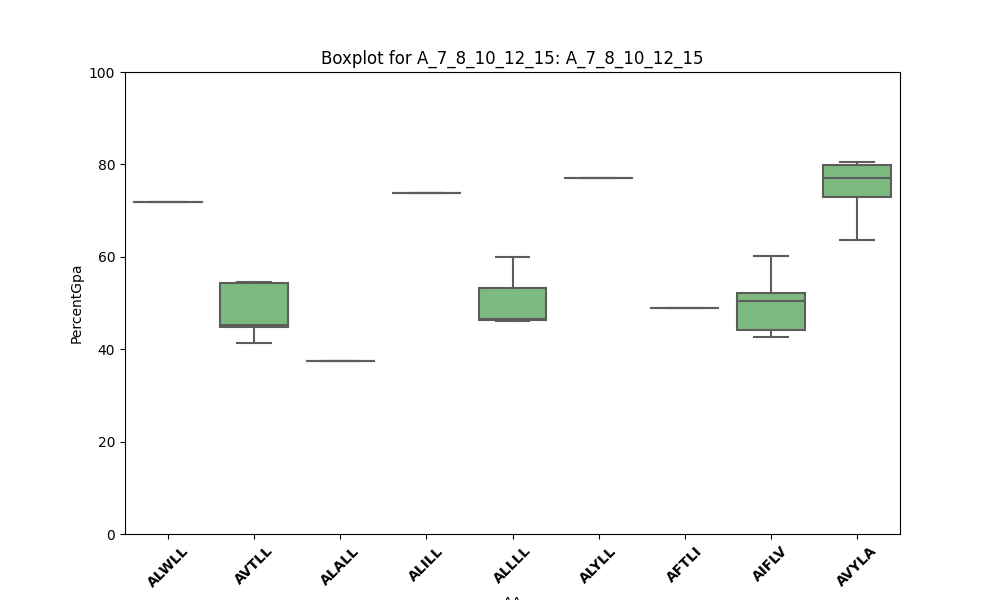 Boxplot for A_7_8_10_12_15: A_7_8_10_12_15
100
80
60
40
20
0
PercentGpa
ALWLL
AVTLL
ALALL
ALILL
ALLLL
ALYLL
AFTLI
AIFLV
AVYLA